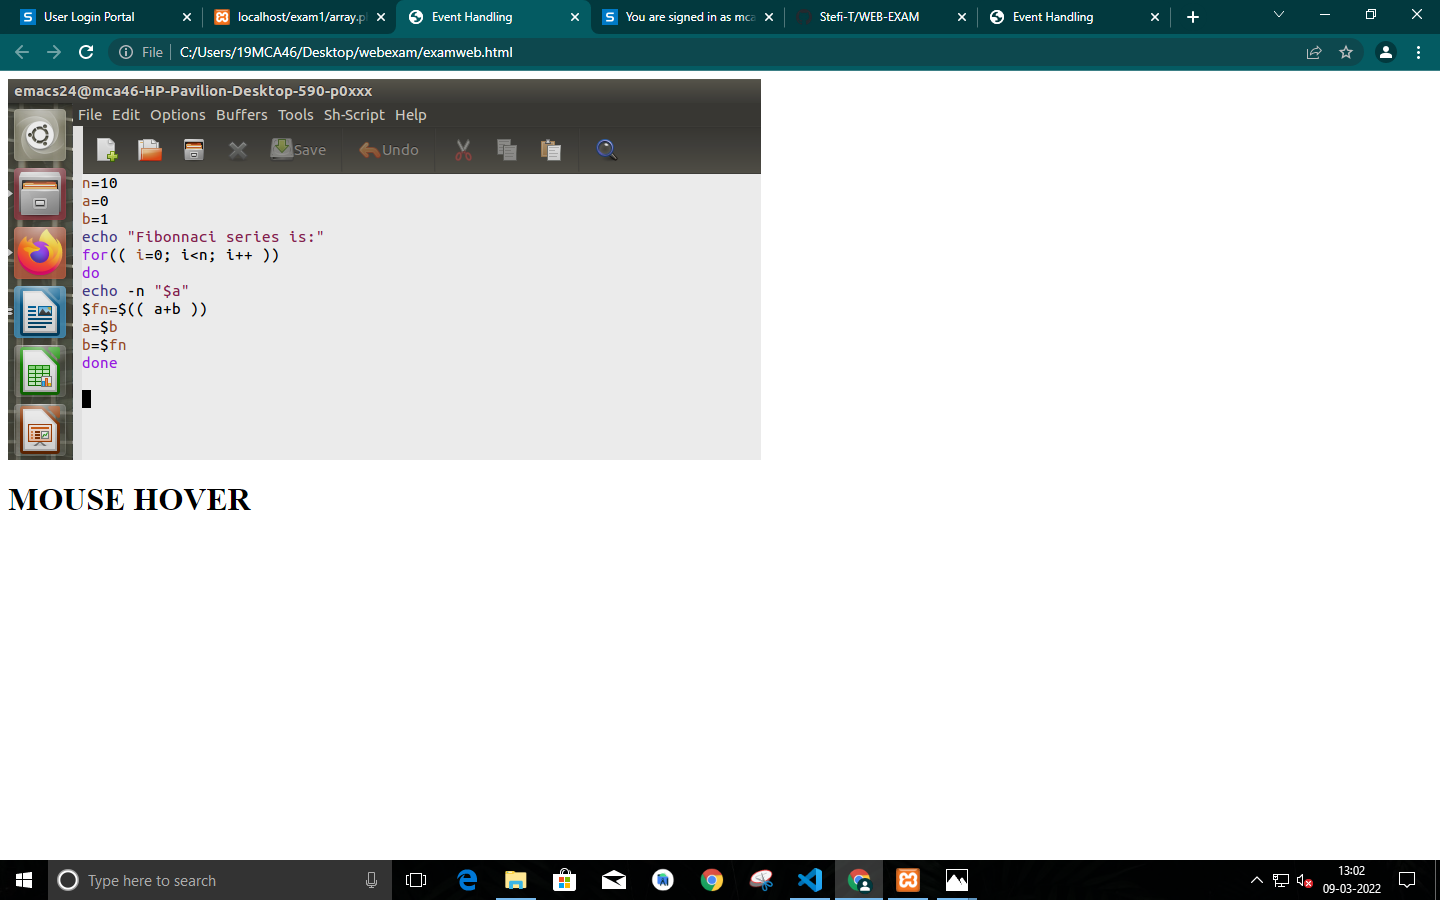 User Login Portal
localhost/exam1/array.p
Event Handling
You are signed in as mca
Stefi-T/WEB-EXAM
Event Handling
File C:/Users/19MCA46/Desktop/webexam/examweb.html
emacs24@mca46-HP-Pavilion-Desktop-590-p0xxx
File Edit Options Buffers Tools Sh-Script Help
Save Undo
n=10
a=0
b=1
echo "Fibonnaci series is:"
for(( i=0; i<n; i++ ))
do
echo -n "$a"
$fn=$(( a+b ))
a=$b
b=$fn
done
MOUSE HOVER
Type here to search
13:02
09-03-2022